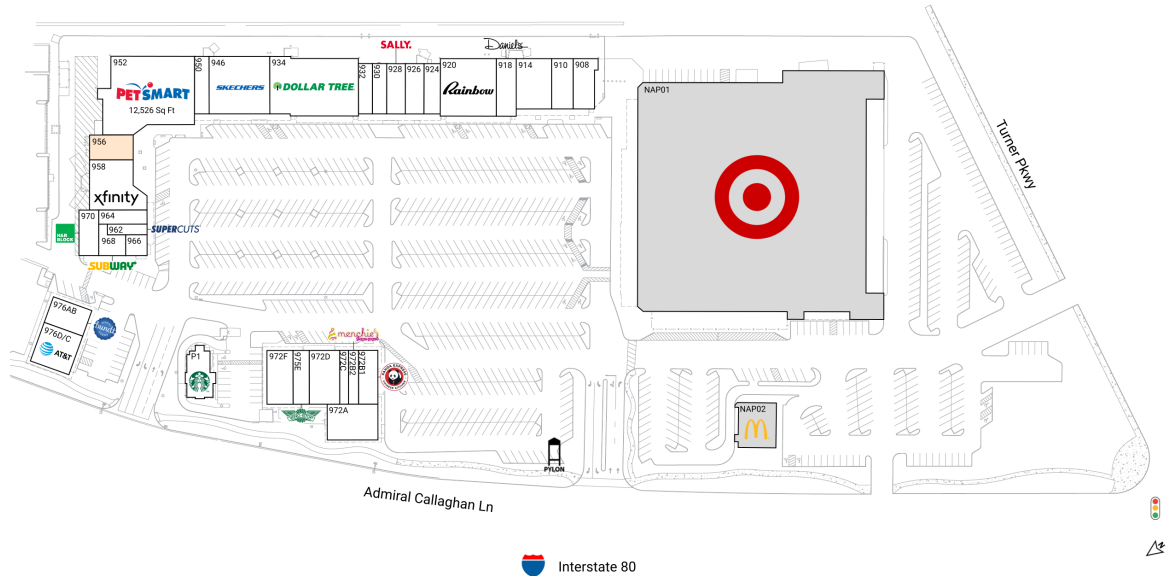 SALLY.
Daniel's
952
PETSMART
12,526 Sq Ft
950
946
SKECHERS
934
DOLLAR TREE
932
930
928
926
924
920
Rainbow
918
914
910
908
NAP01
Turner Pkwy
956
958
xfinity
970
964
962
SUPERCUTS
968
966
H&R
BLOCK
SUBWAY
976AB
976D/C
AT&T
P1
menchie's
972F
975E
972D
972C
972B2
972B1
972A
PANDA EXPRESS
NAP02
PYLON
Admiral Callaghan Ln
N
Interstate 80